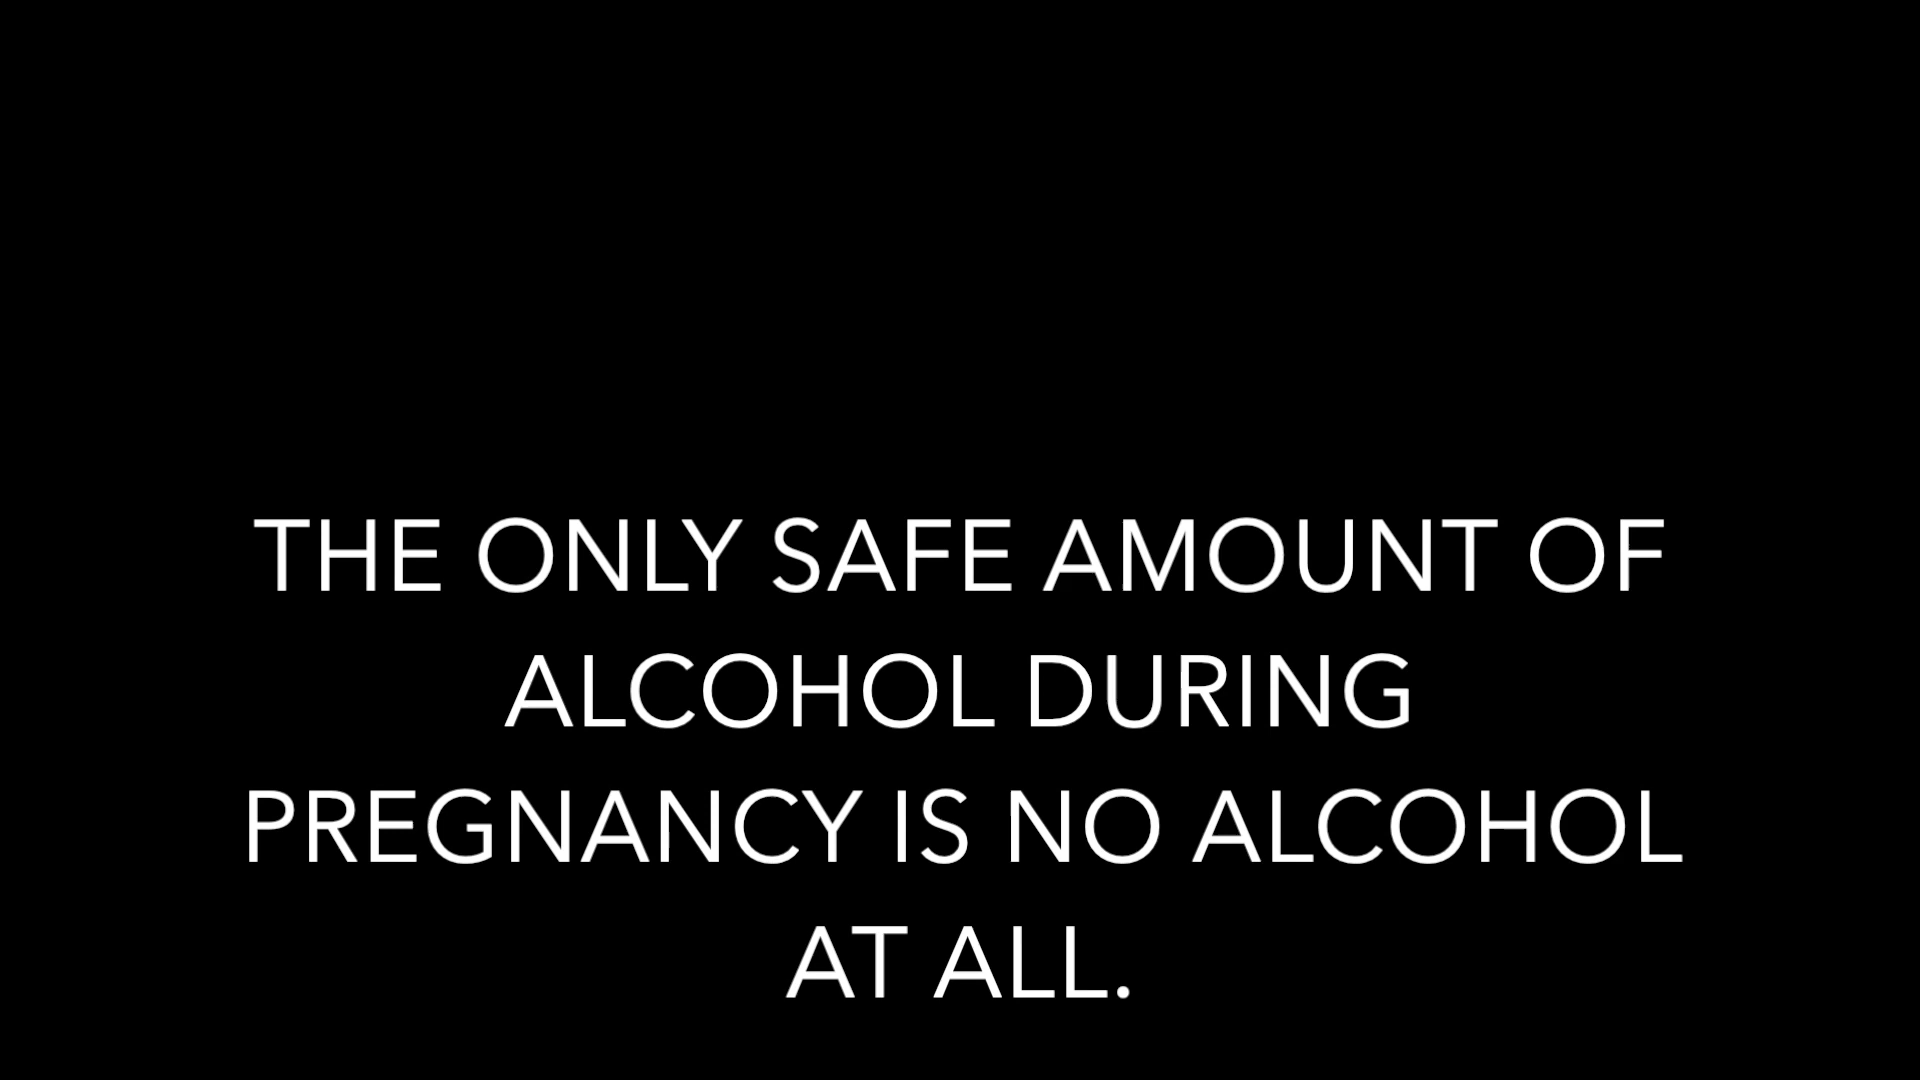 THE ONLY SAFE AMOUNT OF
ALCOHOL DURING
PREGNANCY IS NO ALCOHOL
AT ALL.